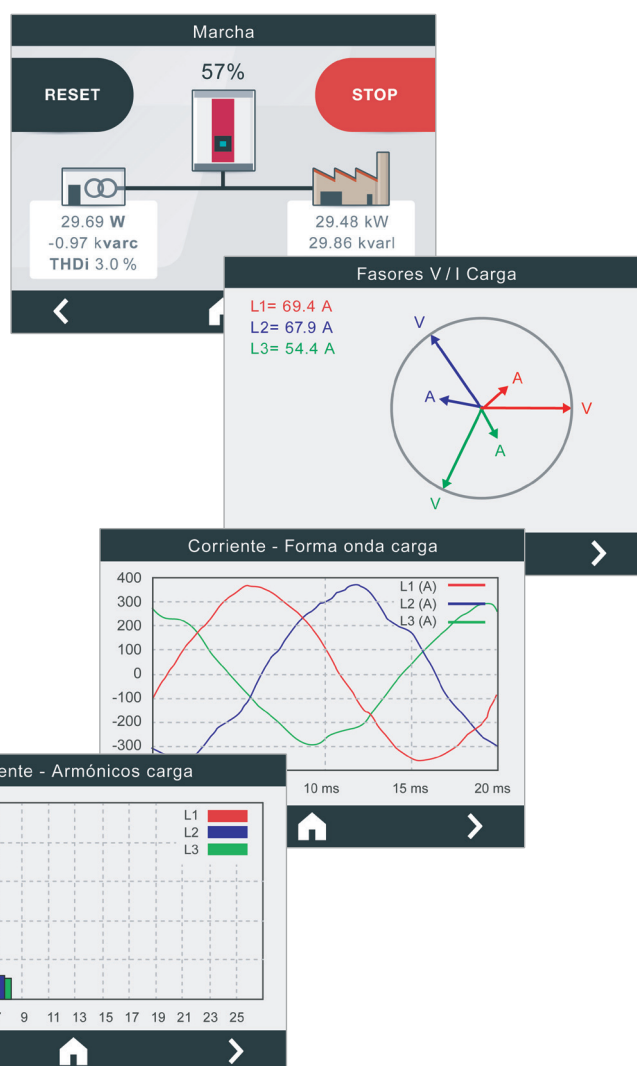 Marcha
57%
RESET
STOP
29.69 W
-0.97 kvarc
THDi 3.0 %
29.48 kW
29.86 kvarl
Fasores V / I Carga
L1= 69.4 A
L2= 67.9 A
L3= 54.4 A
V
A
A
V
A
V
Corriente - Forma onda carga
400
300
200
100
0
-100
-200
-300
L1 (A)
L2 (A)
L3 (A)
10 ms 15 ms 20 ms
ente - Armónicos carga
L1
L2
L3
9 11 13 15 17 19 21 23 25